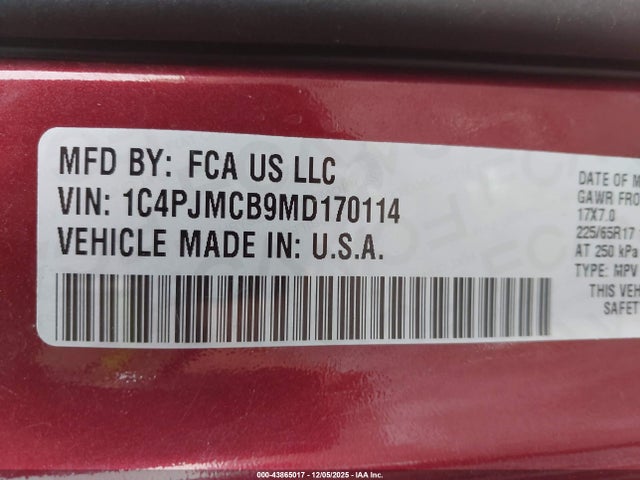 MFD BY: FCA US LLC
VIN: 1C4PJMCB9MD170114
VEHICLE MADE IN: U.S.A.
DATE OF M
GAWR FRO
17X7.0
225/65R17
AT 250 kPa
TYPE: MPV
THIS VEH
SAFET
000-43865017 - 12/05/2025 - IAA Inc.